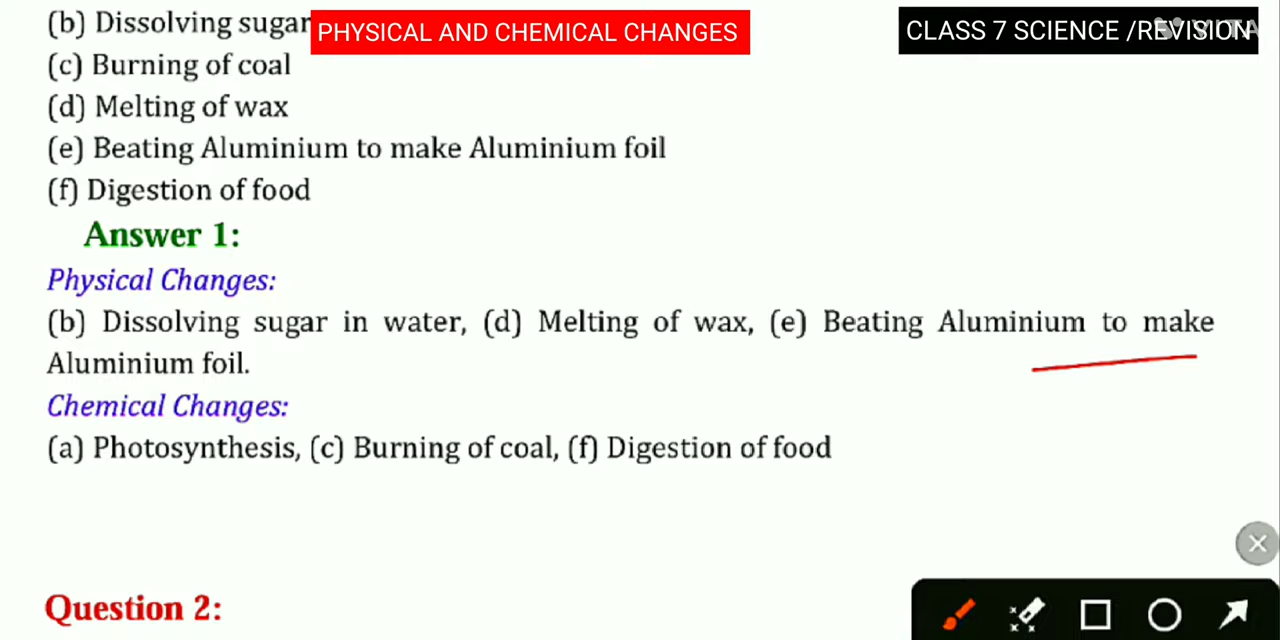 (b) Dissolving sugar
PHYSICAL AND CHEMICAL CHANGES
CLASS 7 SCIENCE /REVISION
(c) Burning of coal
(d) Melting of wax
(e) Beating Aluminium to make Aluminium foil
(f) Digestion of food
Answer 1:
Physical Changes:
(b) Dissolving sugar in water, (d) Melting of wax, (e) Beating Aluminium to make
Aluminium foil.
Chemical Changes:
(a) Photosynthesis, (c) Burning of coal, (f) Digestion of food
Question 2: